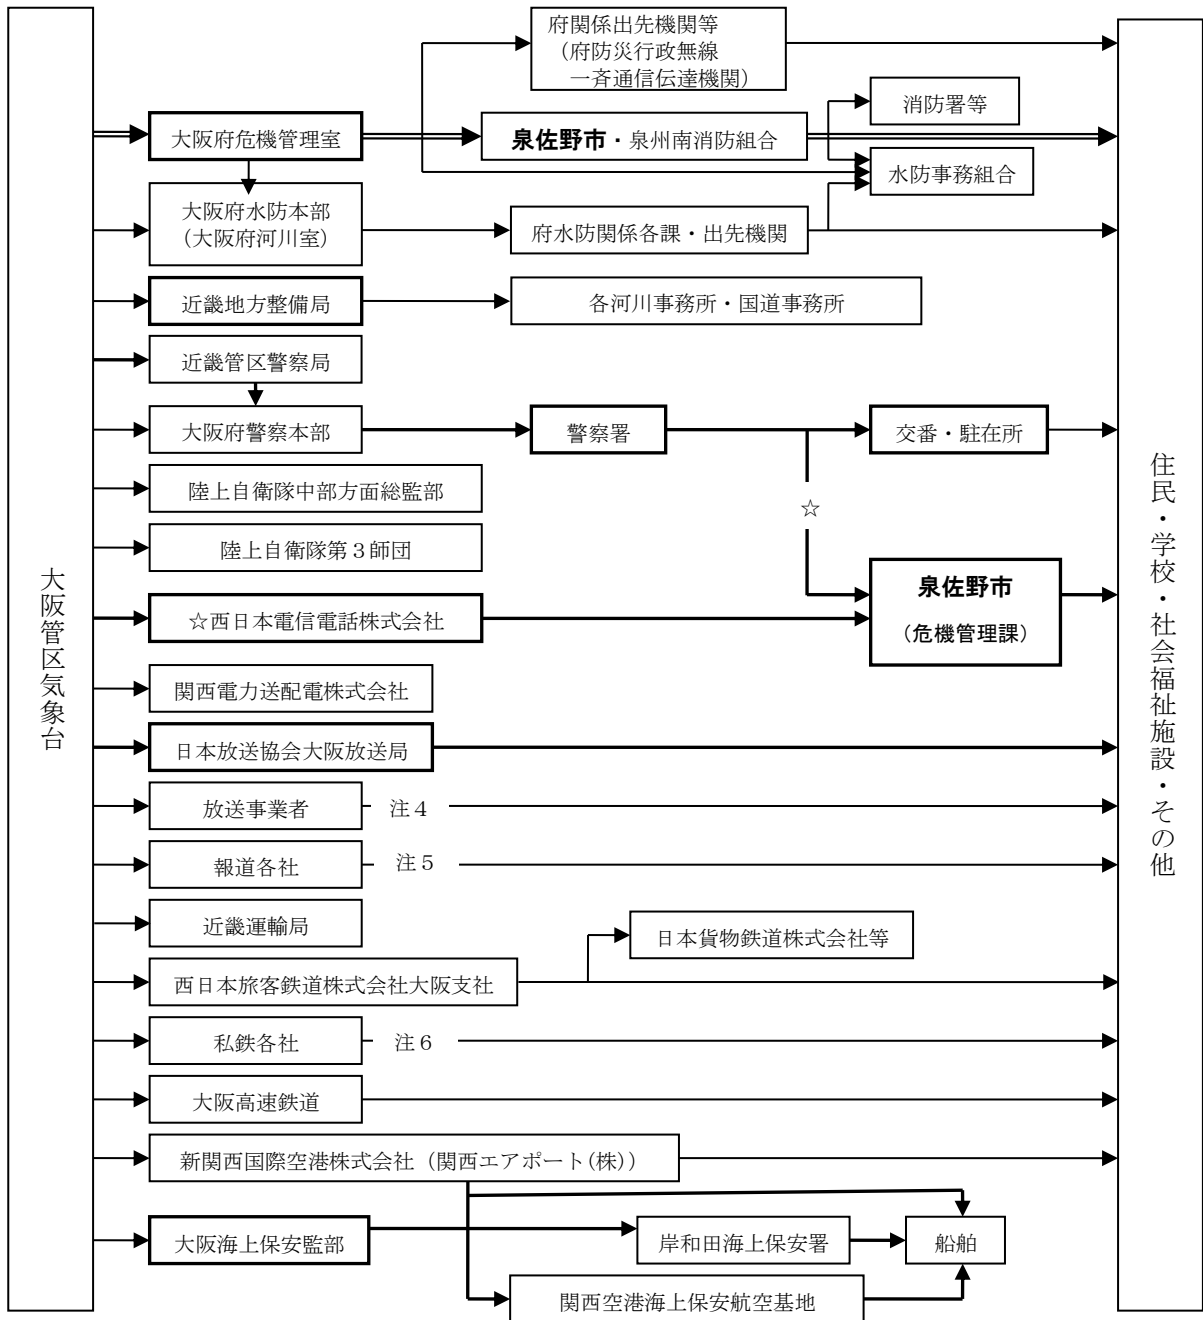 大阪管区気象台
府関係出先機関等
（府防災行政無線
一斉通信伝達機関）
消防署等
大阪府危機管理室
泉佐野市・泉州南消防組合
水防事務組合
大阪府水防本部
（大阪府河川室）
府水防関係各課・出先機関
近畿地方整備局
各河川事務所・国道事務所
近畿管区警察局
大阪府警察本部
警察署
交番・駐在所
陸上自衛隊中部方面総監部
☆
陸上自衛隊第３師団
泉佐野市
（危機管理課）
☆西日本電信電話株式会社
関西電力送配電株式会社
日本放送協会大阪放送局
放送事業者
注４
報道各社
注５
近畿運輸局
日本貨物鉄道株式会社等
西日本旅客鉄道株式会社大阪支社
私鉄各社
注６
大阪高速鉄道
新関西国際空港株式会社（関西エアポート(株)）
大阪海上保安監部
岸和田海上保安署
船舶
関西空港海上保安航空基地
住民・学校・社会福祉施設・その他